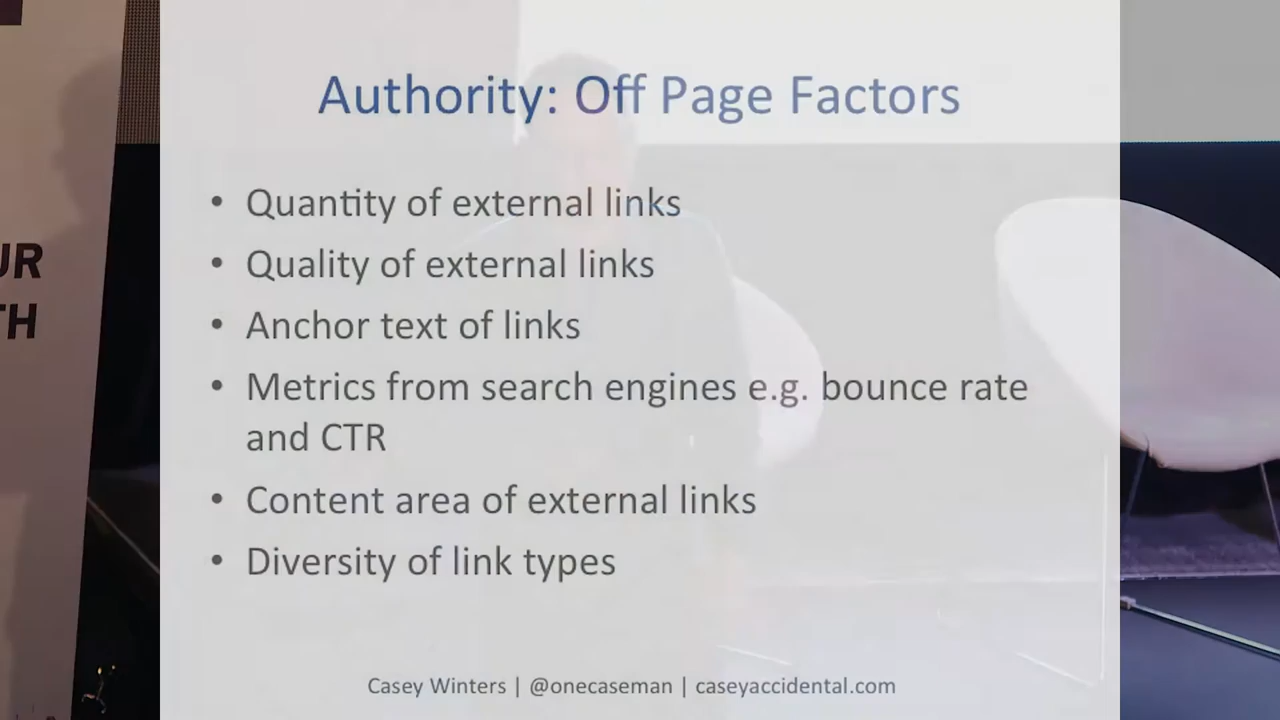 Authority: Off Page Factors
• Quantity of external links
• Quality of external links
• Anchor text of links
• Metrics from search engines e.g. bounce rate
and CTR
• Content area of external links
• Diversity of link types
Casey Winters | @onecaseman | caseyaccidental.com
UR
TH